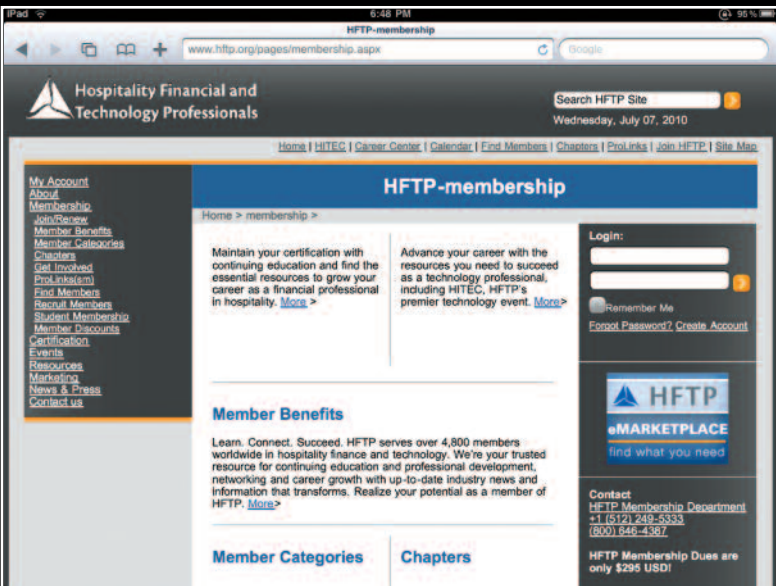 iPad
6:48 PM
95 %
HFTP-membership
www.hftp.org/pages/membership.aspx
Google
Hospitality Financial and
Technology Professionals
Search HFTP Site
Wednesday, July 07, 2010
Home | HITEC | Career Center | Calendar | Find Members | Chapters | ProLinks | Join HFTP | Site Map
My Account
About
Membership
Join/Renew
Member Benefits
Member Categories
Chapters
Get Involved
ProLinks(sm)
Find Members
Recruit Members
Student Membership
Member Discounts
Certification
Events
Resources
Marketing
News & Press
Contact us
HFTP-membership
Home > membership >
Maintain your certification with
continuing education and find the
essential resources to grow your
career as a financial professional
in hospitality. More >
Advance your career with the
resources you need to succeed
as a technology professional,
including HITEC, HFTP's
premier technology event. More>
Member Benefits
Learn. Connect. Succeed. HFTP serves over 4,800 members
worldwide in hospitality finance and technology. We're your trusted
resource for continuing education and professional development,
networking and career growth with up-to-date industry news and
information that transforms. Realize your potential as a member of
HFTP. More>
Member Categories
Chapters
Login:
Remember Me
Forgot Password? Create Account
HFTP
eMARKETPLACE
find what you need
Contact
HFTP Membership Department
+1 (512) 249-5333
(800) 646-4387
HFTP Membership Dues are
only $295 USD!